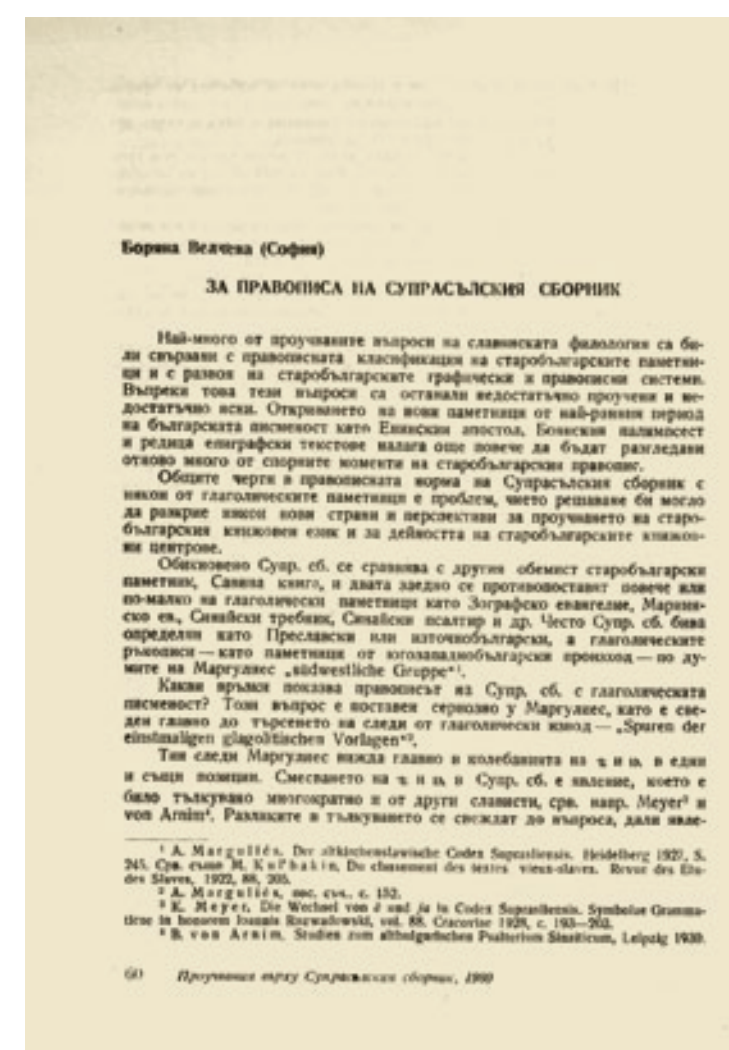 Боряна Велчева (София)
ЗА ПРАВОПИСА НА СУПРАСЪЛСКИЯ СБОРНИК
Най-много от проучваните въпроси на славянската филология са би-
ли свързани с правописната класификация на старобългарските паметни-
ци и с развоя на старобългарските графически и правописни системи.
Въпреки това тези въпроси са останали недостатъчно проучени и не-
достатъчно ясни. Откриването на нови паметници от най-ранния период
на българската писменост като Енинския апостол, Боянския палимпсест
и редица епиграфски текстове налага още повече да бъдат разгледани
отново много от спорните моменти на старобългарския правопис.
Общите черти в правописната норма на Супрасълския сборник с
някои от глаголическите паметници е проблем, чието решаване би могло
да разкрие някои нови страни и перспективи за проучването на старо-
българския книжовен език и за дейността на старобългарските книжов-
ни центрове.
Обикновено Супр. сб. се сравнява с другия обемист старобългарски
паметник, Савина книга, и двата заедно се противопоставят повече или
по-малко на глаголически паметници като Зографско евангелие, Мариин-
ско ев., Синайски требник, Синайски псалтир и др. Често Супр. сб. бива
определян като Преславски или източнобългарски, а глаголическите
ръкописи — като паметници от югозападнобългарски произход — по ду-
мите на Маргулиес „südwestliche Gruppe“¹.
Какви връзки показва правописът на Супр. сб. с глаголическата
писменост? Този въпрос е поставен сериозно у Маргулиес, като е све-
ден главно до търсенето на следи от глаголически извод — „Spuren der
einstmaligen glagolitischen Vorlagen“².
Тия следи Маргулиес вижда главно в колебанията на ѣ и ꙗ в едни
и същи позиции. Смесването на ѣ и ꙗ в Супр. сб. е явление, което е
било тълкувано многократно и от други слависти, срв. напр. Meyer³ и
von Arnim⁴. Разликите в тълкуването се свеждат до въпроса, дали явле-
¹ A. Marguliés. Der altkirchenslawische Codex Suprasliensis. Heidelberg 1927, S.
245. Срв. също M. Kul'bakin, Du classement des textes vieux-slaves. Revue des Etu-
des Slaves, 1922, 88, 205.
² A. Marguliés, пос. съч., с. 152.
³ K. Meyer, Die Wechsel von ě und ja in Codex Suprasliensis. Symbolae Gramma-
ticae in honorem Ioannis Rozwadowski, vol. 88. Cracoviae 1928, с. 193—202.
⁴ B. von Arnim. Studien zum altbulgarischen Psalterium Sinaiticum, Leipzig 1930.
60 Проучвания върху Супрасълския сборник, 1980